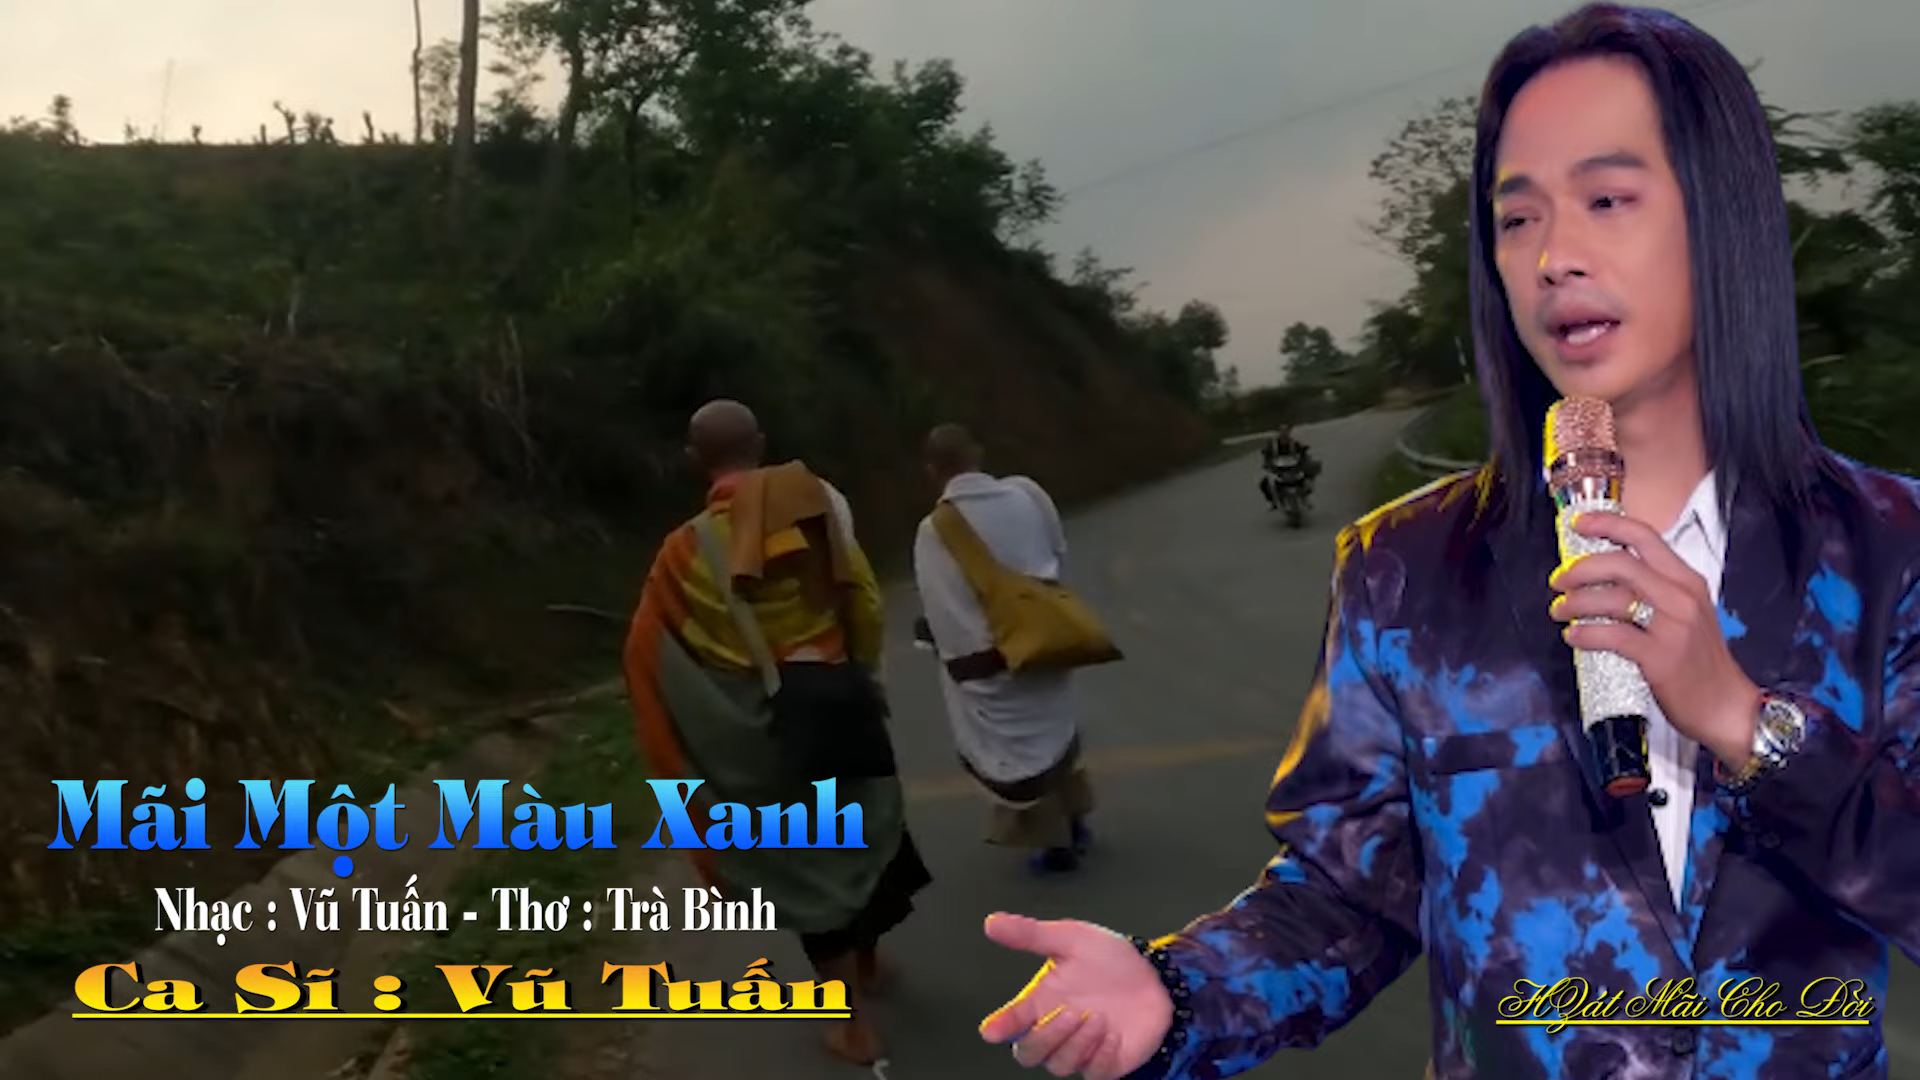 Mãi Một Màu Xanh
Nhạc : Vũ Tuấn - Thơ : Trà Bình
Ca Sĩ : Vũ Tuấn
Hát Mãi Cho Đời